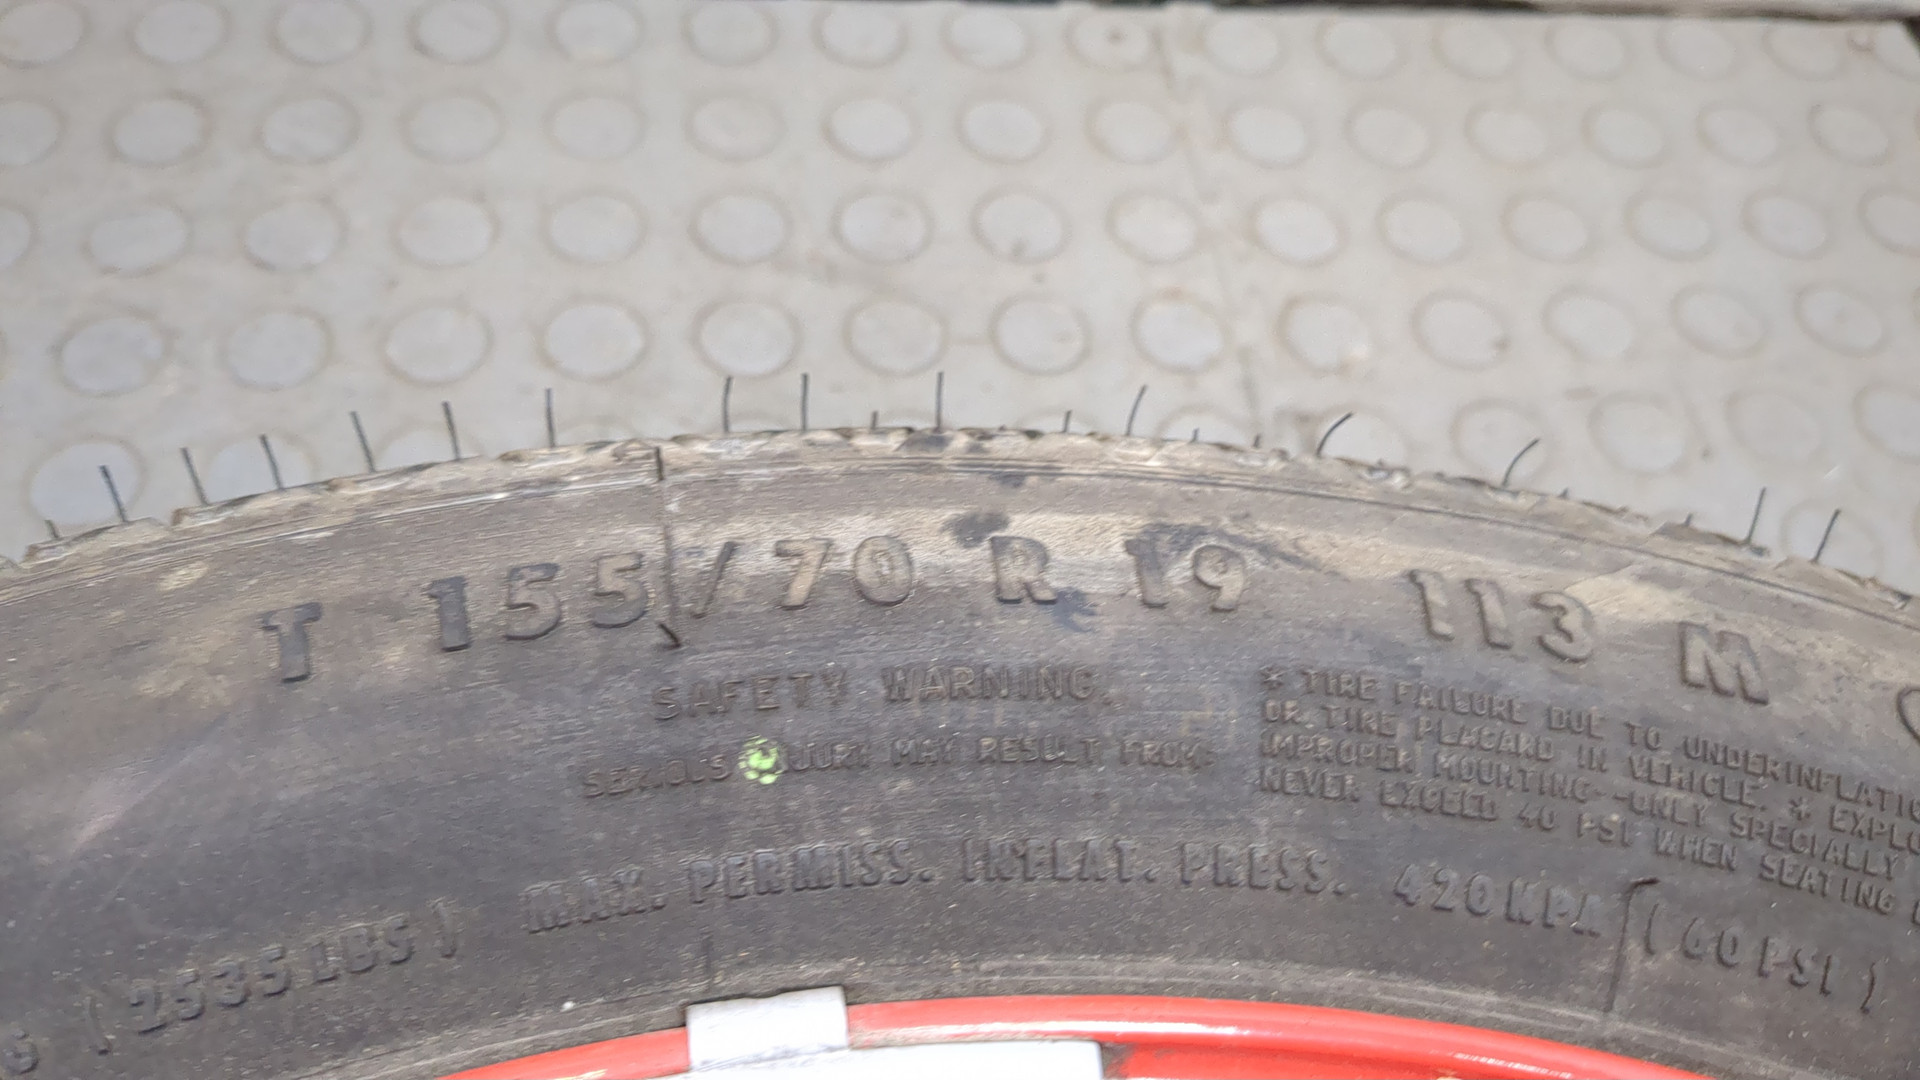 T 155/70 R 19 113 M
SAFETY WARNING.
SERIOUS INJURY MAY RESULT FROM:
* TIRE FAILURE DUE TO UNDERINFLATIO
OR. TIRE PLACARD IN VEHICLE. * EXPLO
IMPROPER MOUNTING--ONLY SPECIALLY
NEVER EXCEED 40 PSI WHEN SEATING
G (2535 LBS) MAX. PERMISS. INFLAT. PRESS. 420 KPA (60 PSI)